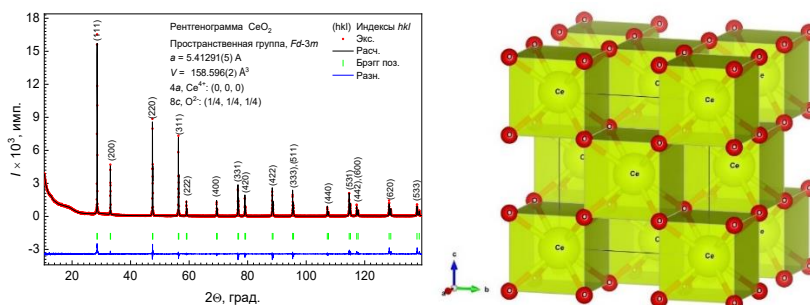 Рентгенограмма CeO2
Пространственная группа, Fd-3m
a = 5.41291(5) A
V = 158.596(2) Å3
4a, Ce4+: (0, 0, 0)
8c, O2-: (1/4, 1/4, 1/4)
(hkl) Индексы hkl
Экс.
Расч.
Брэгг поз.
Разн.
I × 10^3, имп.
18
15
12
9
6
3
0
-3
(111)
(200)
(220)
(311)
(222)
(400)
(331)
(420)
(422)
(333),(511)
(440)
(531)
(442),(600)
(620)
(533)
20 40 60 80 100 120
2Θ, град.
Ce
Ce
Ce
Ce
Ce
Ce
Ce
c
a
b